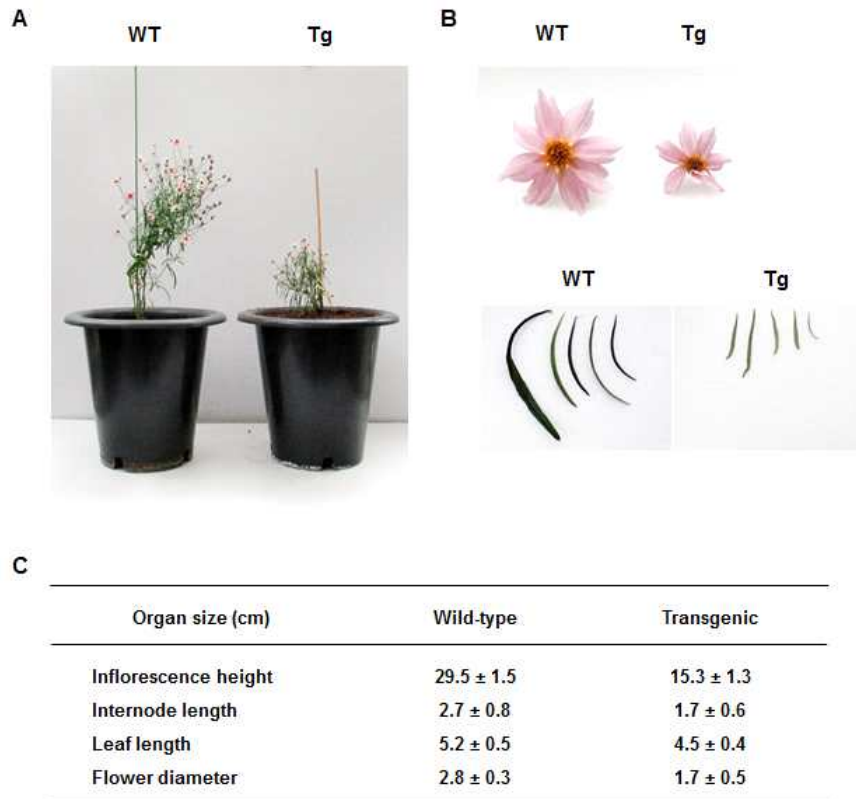 A
WT Tg
B
WT Tg
WT Tg
C
Organ size (cm) Wild-type Transgenic
Inflorescence height 29.5 ± 1.5 15.3 ± 1.3
Internode length 2.7 ± 0.8 1.7 ± 0.6
Leaf length 5.2 ± 0.5 4.5 ± 0.4
Flower diameter 2.8 ± 0.3 1.7 ± 0.5